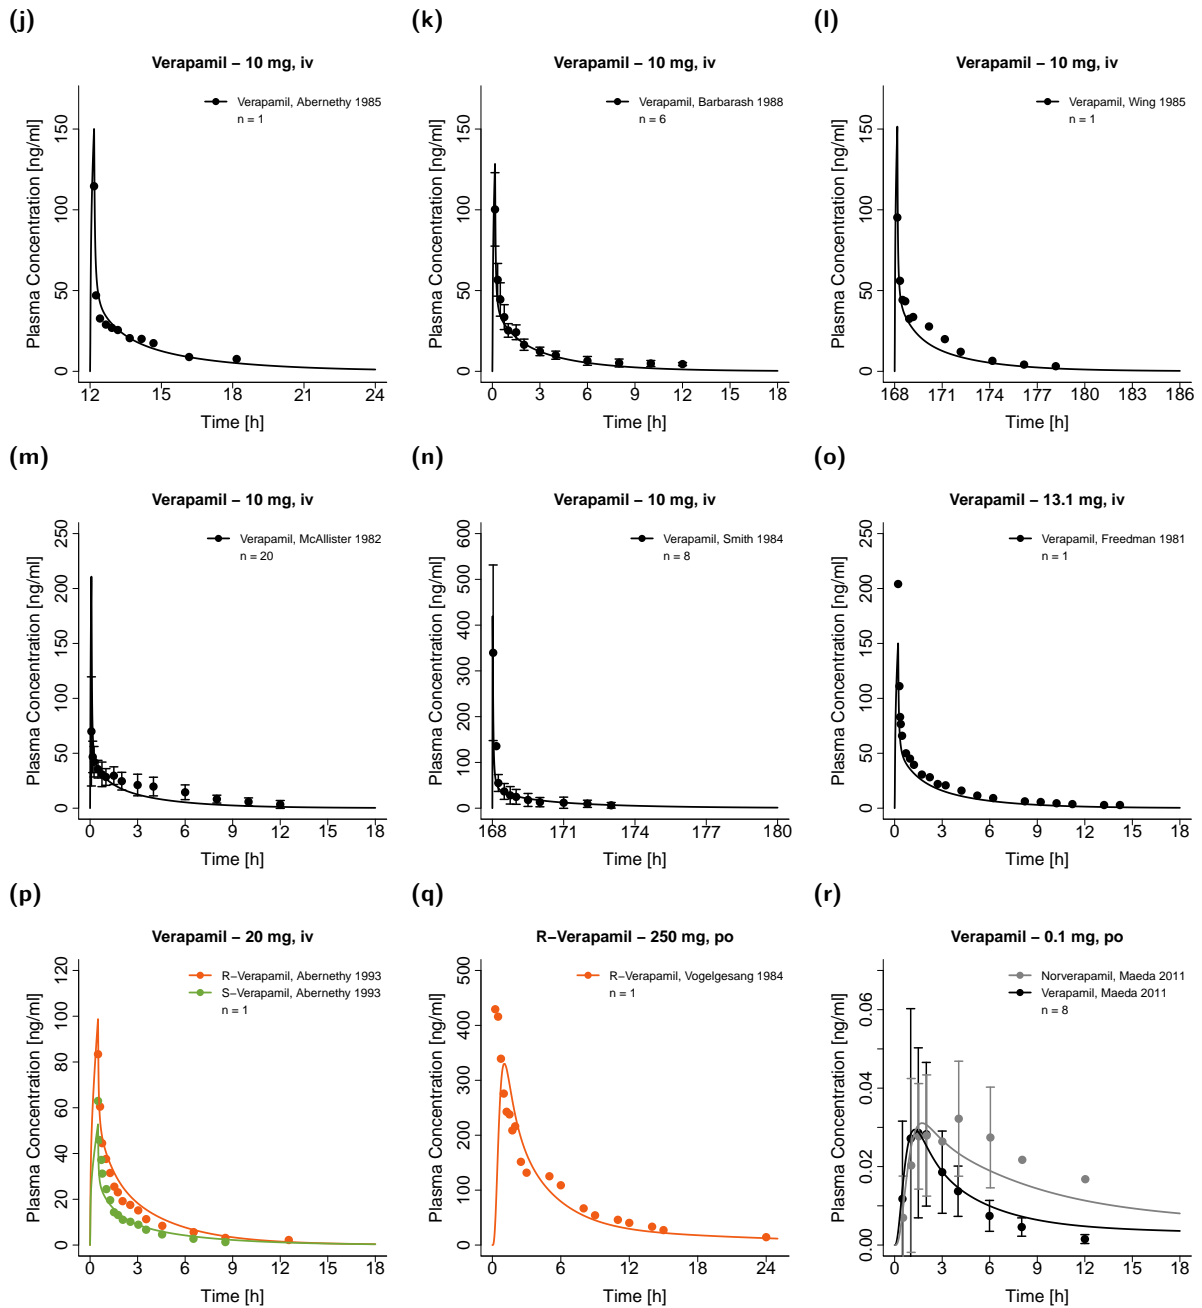 (j)
Verapamil – 10 mg, iv
Verapamil, Abernethy 1985
n = 1
Plasma Concentration [ng/ml]
0
50
100
150
12
15
18
21
24
Time [h]
(k)
Verapamil – 10 mg, iv
Verapamil, Barbarash 1988
n = 6
Plasma Concentration [ng/ml]
0
50
100
150
0
3
6
9
12
18
Time [h]
(l)
Verapamil – 10 mg, iv
Verapamil, Wing 1985
n = 1
Plasma Concentration [ng/ml]
0
50
100
150
168
171
174
177
180
183
186
Time [h]
(m)
Verapamil – 10 mg, iv
Verapamil, McAllister 1982
n = 20
Plasma Concentration [ng/ml]
0
50
100
150
200
250
0
3
6
9
12
18
Time [h]
(n)
Verapamil – 10 mg, iv
Verapamil, Smith 1984
n = 8
Plasma Concentration [ng/ml]
0
100
200
300
400
500
600
168
171
174
177
180
Time [h]
(o)
Verapamil – 13.1 mg, iv
Verapamil, Freedman 1981
n = 1
Plasma Concentration [ng/ml]
0
50
100
150
200
250
0
3
6
9
12
18
Time [h]
(p)
Verapamil – 20 mg, iv
R–Verapamil, Abernethy 1993
S–Verapamil, Abernethy 1993
n = 1
Plasma Concentration [ng/ml]
0
20
40
60
80
100
120
0
3
6
9
12
18
Time [h]
(q)
R–Verapamil – 250 mg, po
R–Verapamil, Vogelgesang 1984
n = 1
Plasma Concentration [ng/ml]
0
100
200
300
400
500
0
6
12
18
24
Time [h]
(r)
Verapamil – 0.1 mg, po
Norverapamil, Maeda 2011
Verapamil, Maeda 2011
n = 8
Plasma Concentration [ng/ml]
0.00
0.02
0.04
0.06
0
3
6
9
12
18
Time [h]